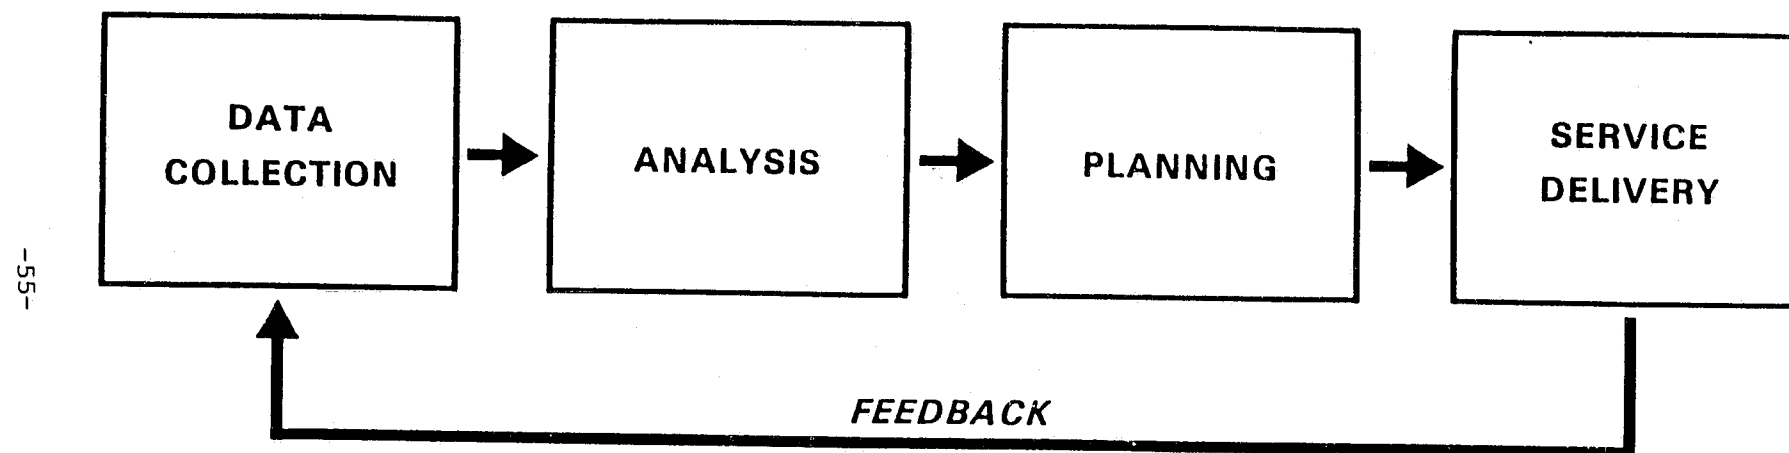 DATA
COLLECTION
ANALYSIS
PLANNING
SERVICE
DELIVERY
FEEDBACK
-55-